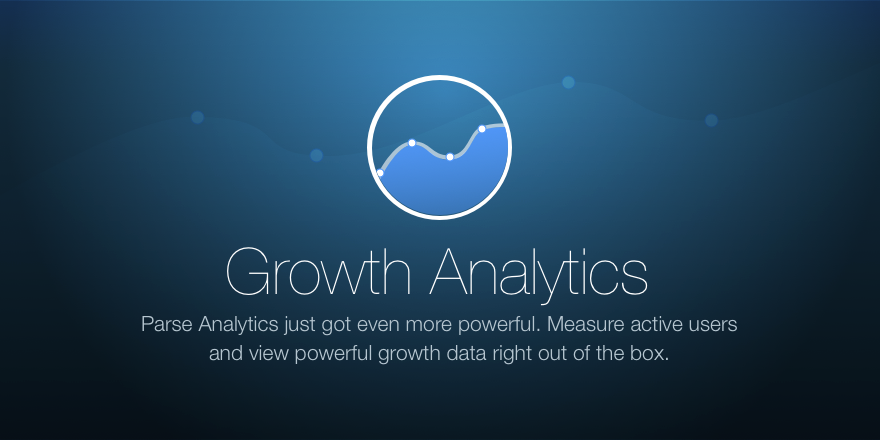 Growth Analytics
Parse Analytics just got even more powerful. Measure active users
and view powerful growth data right out of the box.